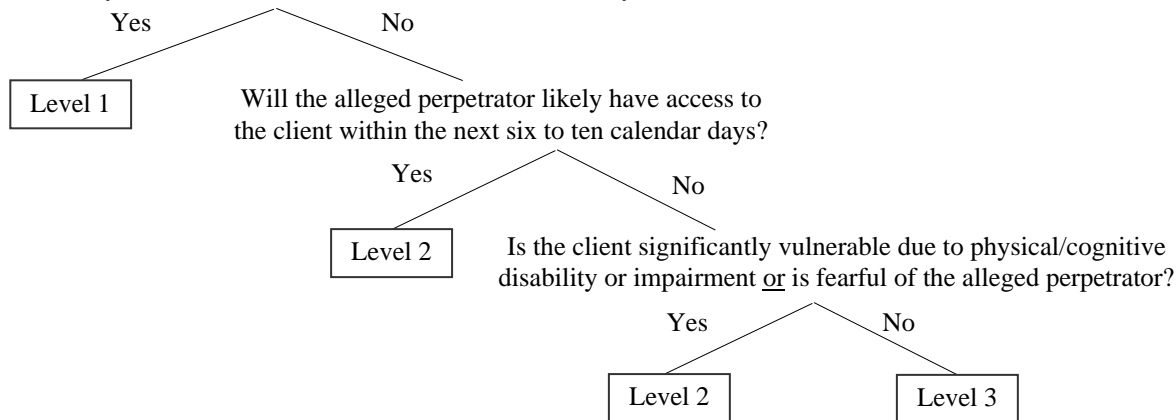 Yes
No
Level 1
Will the alleged perpetrator likely have access to
the client within the next six to ten calendar days?
Yes
No
Level 2
Is the client significantly vulnerable due to physical/cognitive
disability or impairment or is fearful of the alleged perpetrator?
Yes
No
Level 2
Level 3